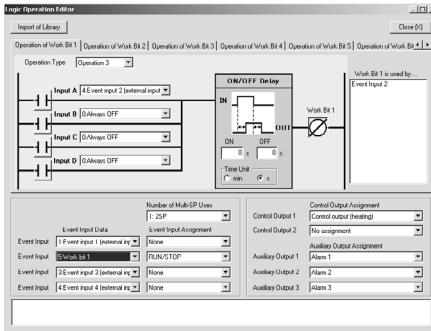 Logic Operation Editor
Import of Library
Close (X)
Operation of Work Bit 1 Operation of Work Bit 2 Operation of Work Bit 3 Operation of Work Bit 4 Operation of Work Bit 5 Operation of Wor
Operation Type Operation 3
Work Bit 1 is used by ...
Event Input 2
Input A 4:Event input 2 (external input
Input B 0:Always OFF
Input C 0:Always OFF
Input D 0:Always OFF
ON/OFF Delay
IN
OUT
ON OFF
0 s 0 s
Time Unit
min s
Work Bit 1
Number of Multi-SP Uses
1: 2SP
Event Input Data Event Input Assignment
Event Input 1:Event input 1 (external inp None
Event Input 5:Work bit 1 RUN/STOP
Event Input 3:Event input 3 (external inp None
Event Input 4:Event input 4 (external inp None
Control Output Assignment
Control Output 1 Control output (heating)
Control Output 2 No assignment
Auxiliary Output Assignment
Auxiliary Output 1 Alarm 1
Auxiliary Output 2 Alarm 2
Auxiliary Output 3 Alarm 3